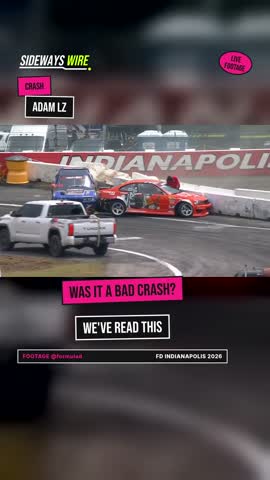 SIDEWAYS WIRE.
LIVE
FOOTAGE
CRASH
ADAM LZ
INDIANAPOLIS
WAS IT A BAD CRASH?
WE'VE READ THIS
FOOTAGE @formulad
FD INDIANAPOLIS 2026